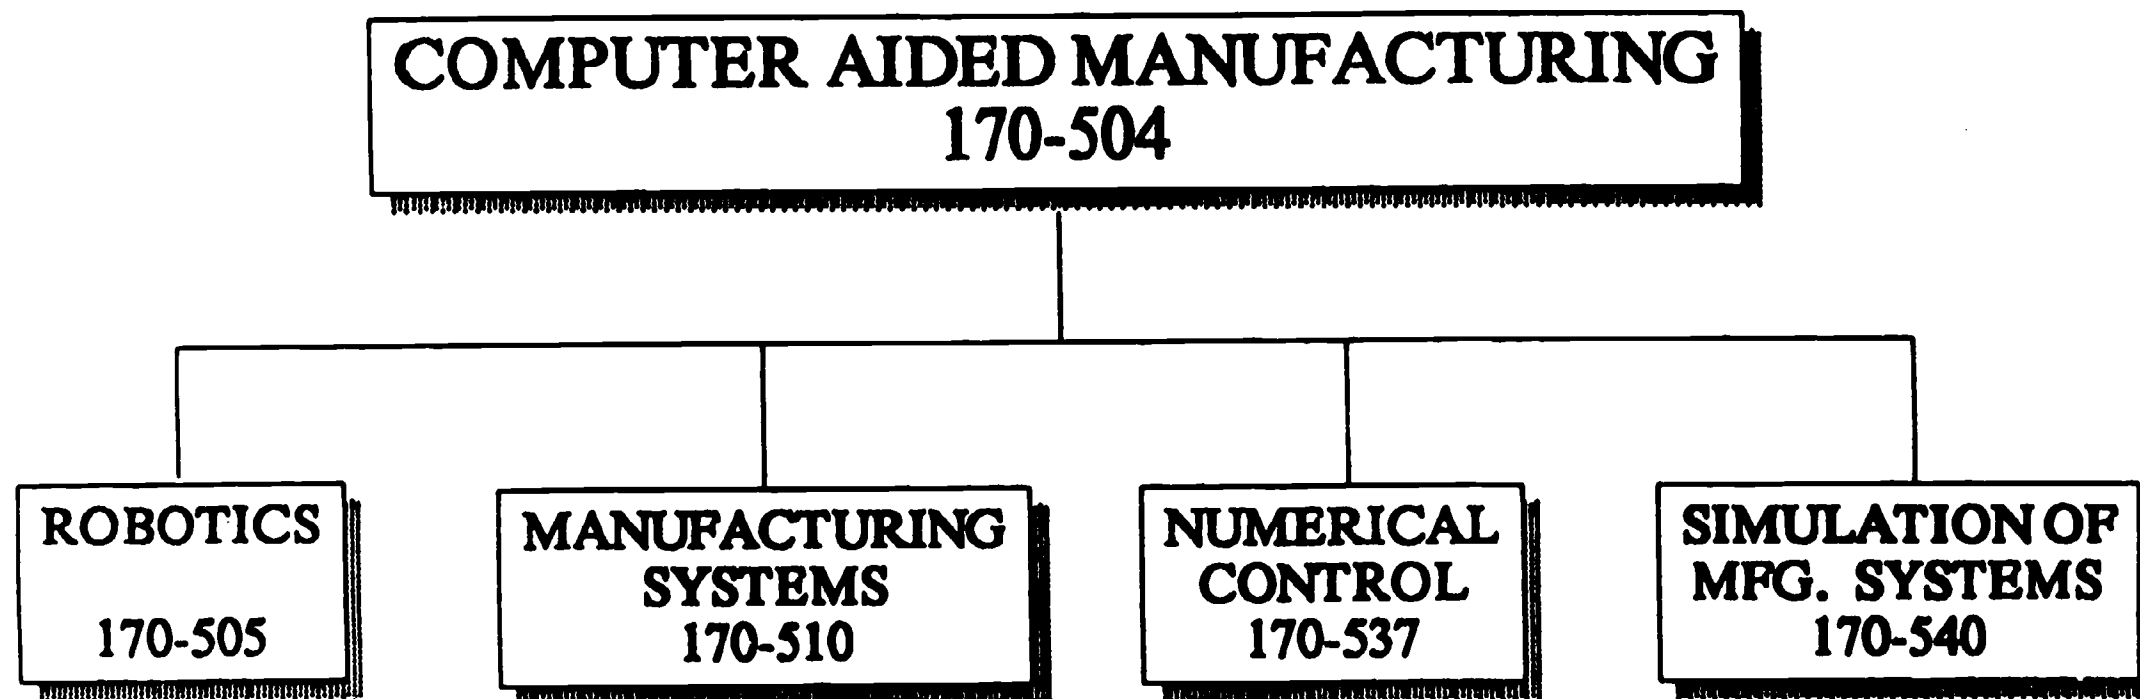 COMPUTER AIDED MANUFACTURING
170-504
ROBOTICS
170-505
MANUFACTURING
SYSTEMS
170-510
NUMERICAL
CONTROL
170-537
SIMULATION OF
MFG. SYSTEMS
170-540